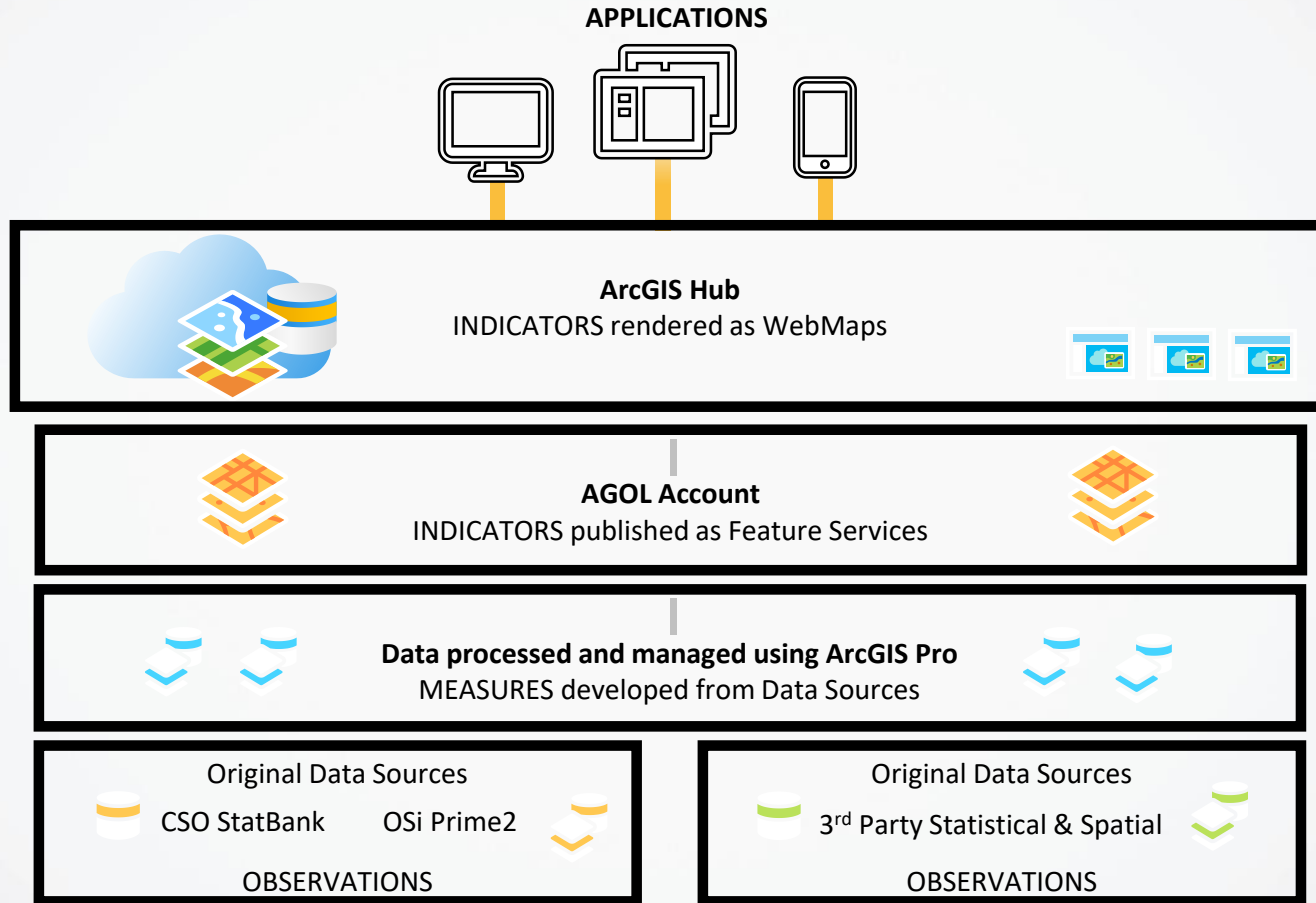 APPLICATIONS
ArcGIS Hub
INDICATORS rendered as WebMaps
AGOL Account
INDICATORS published as Feature Services
Data processed and managed using ArcGIS Pro
MEASURES developed from Data Sources
Original Data Sources
CSO StatBank OSi Prime2
OBSERVATIONS
Original Data Sources
3rd Party Statistical & Spatial
OBSERVATIONS